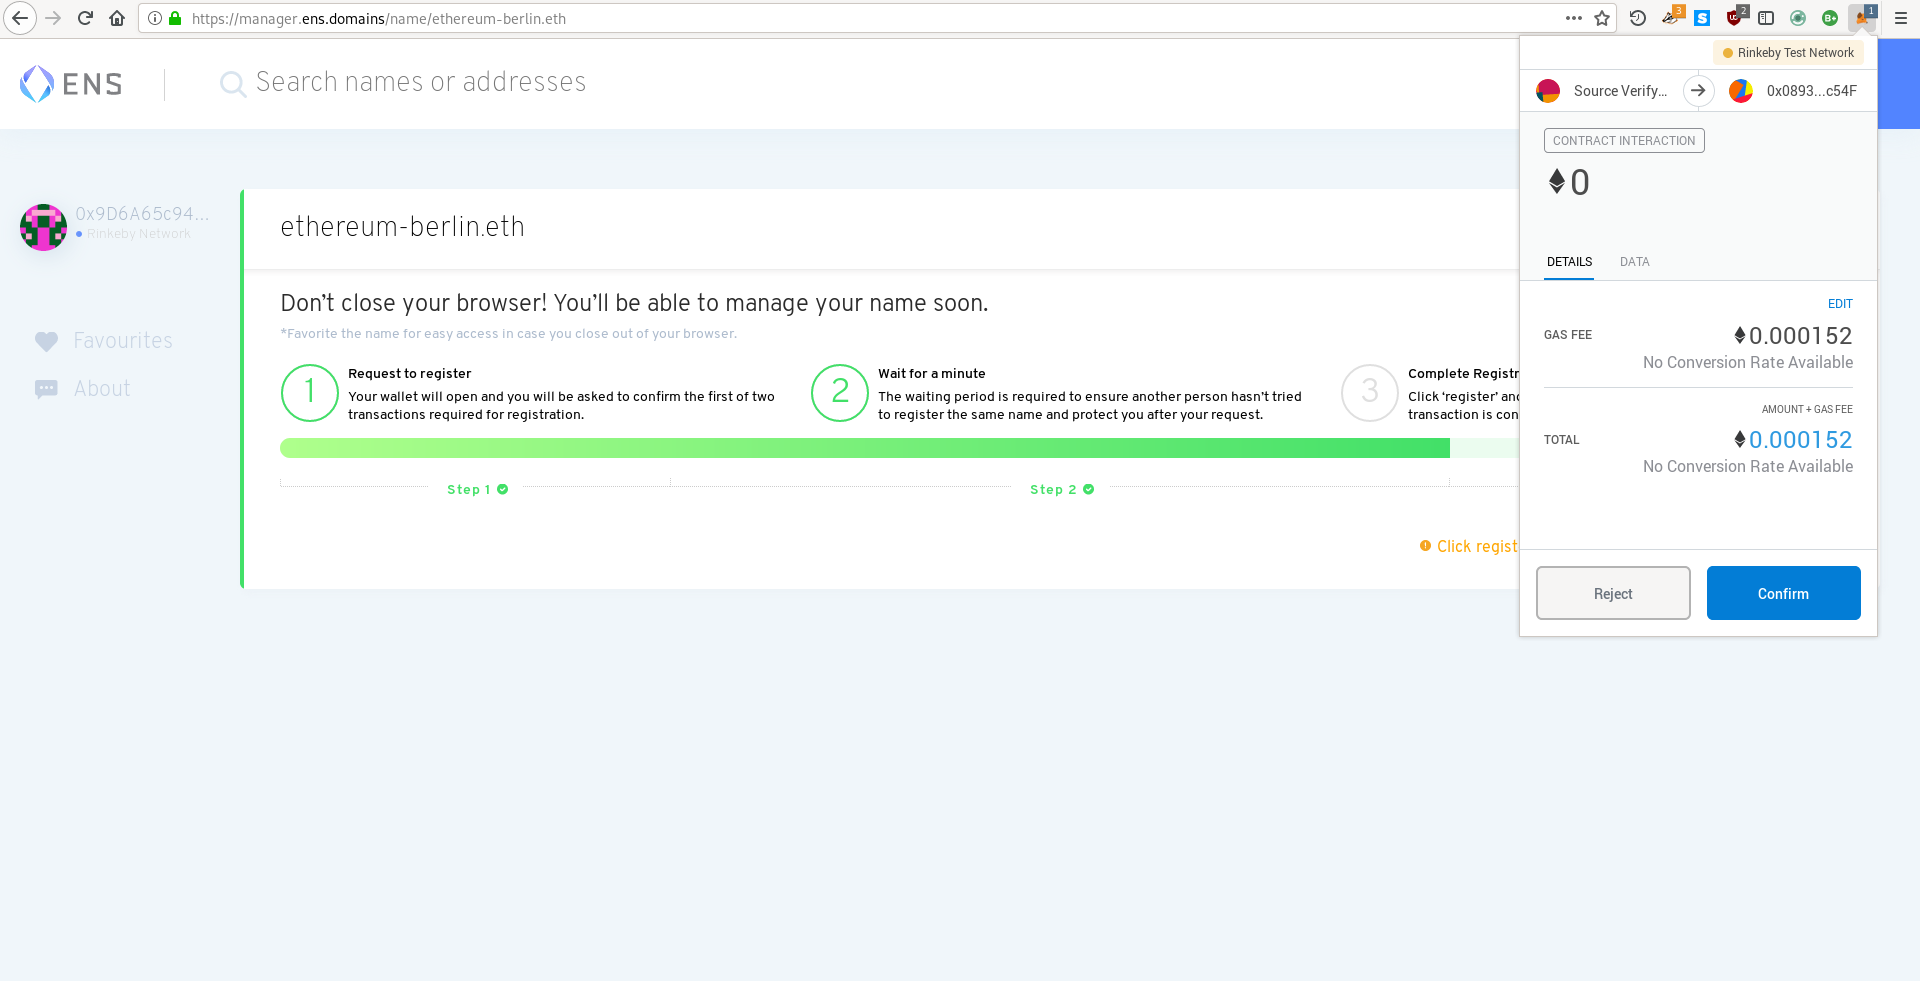 https://manager.ens.domains/name/ethereum-berlin.eth
3
2
1
ENS
Search names or addresses
0x9D6A65c94...
Rinkeby Network
Favourites
About
ethereum-berlin.eth
Don’t close your browser! You’ll be able to manage your name soon.
*Favorite the name for easy access in case you close out of your browser.
1
Request to register
Your wallet will open and you will be asked to confirm the first of two
transactions required for registration.
2
Wait for a minute
The waiting period is required to ensure another person hasn’t tried
to register the same name and protect you after your request.
3
Complete Registr
Click ‘register’ and
transaction is con
Step 1
Step 2
Click regist
Rinkeby Test Network
Source Verify...
0x0893...c54F
CONTRACT INTERACTION
0
DETAILS
DATA
EDIT
GAS FEE
0.000152
No Conversion Rate Available
AMOUNT + GAS FEE
TOTAL
0.000152
No Conversion Rate Available
Reject
Confirm